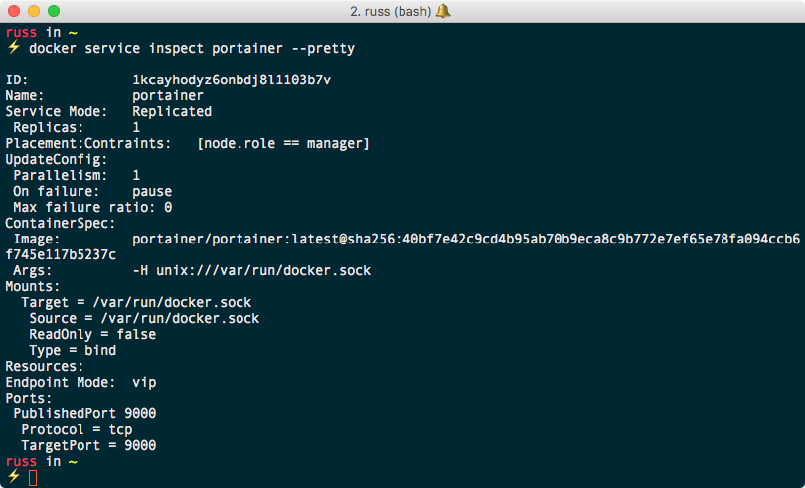 2. russ (bash) 🔔
russ in ~
⚡ docker service inspect portainer --pretty
ID: 1kcayhodyz6onbdj8l1103b7v
Name: portainer
Service Mode: Replicated
Replicas: 1
Placement:Contraints: [node.role == manager]
UpdateConfig:
Parallelism: 1
On failure: pause
Max failure ratio: 0
ContainerSpec:
Image: portainer/portainer:latest@sha256:40bf7e42c9cd4b95ab70b9eca8c9b772e7ef65e78fa094ccb6
f745e117b5237c
Args: -H unix:///var/run/docker.sock
Mounts:
Target = /var/run/docker.sock
Source = /var/run/docker.sock
ReadOnly = false
Type = bind
Resources:
Endpoint Mode: vip
Ports:
PublishedPort 9000
Protocol = tcp
TargetPort = 9000
russ in ~
⚡